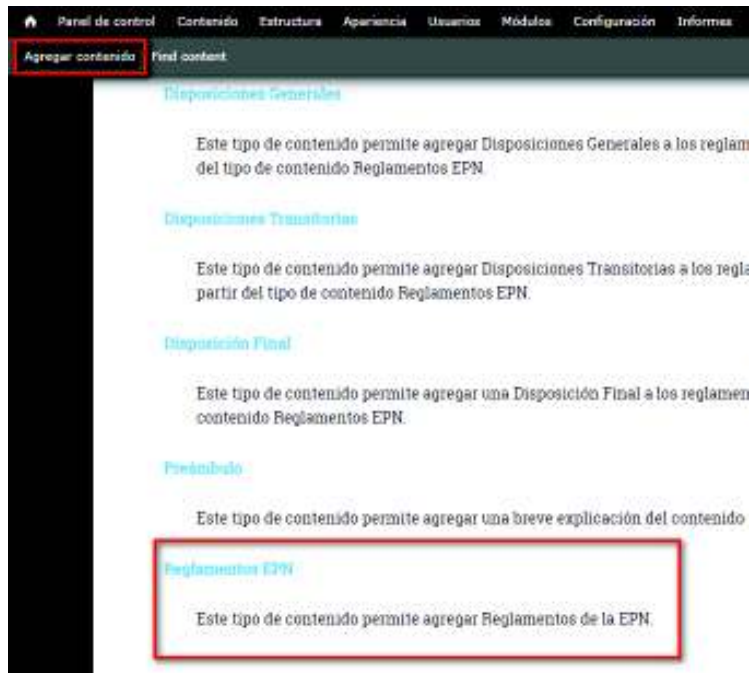 Panel de control Contenido Estructura Apariencia Usuarios Módulos Configuración Informes
Agregar contenido Find content
Disposiciones Generales
Este tipo de contenido permite agregar Disposiciones Generales a los reglam
del tipo de contenido Reglamentos EPN
Disposiciones Transitorias
Este tipo de contenido permite agregar Disposiciones Transitorias a los regla
partir del tipo de contenido Reglamentos EPN.
Disposición Final
Este tipo de contenido permite agregar una Disposición Final a los reglamen
contenido Reglamentos EPN.
Preámbulo
Este tipo de contenido permite agregar una breve explicación del contenido
Reglamentos EPN
Este tipo de contenido permite agregar Reglamentos de la EPN.